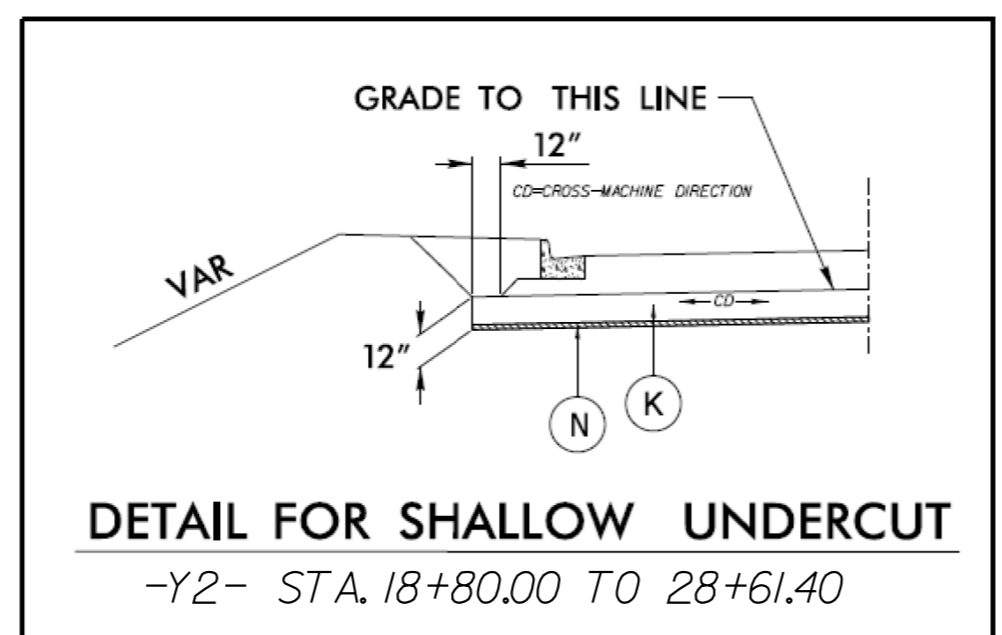 GRADE TO THIS LINE
12"
CD=CROSS-MACHINE DIRECTION
VAR
CD
12"
N
K
DETAIL FOR SHALLOW UNDERCUT
-Y2- STA. 18+80.00 TO 28+61.40